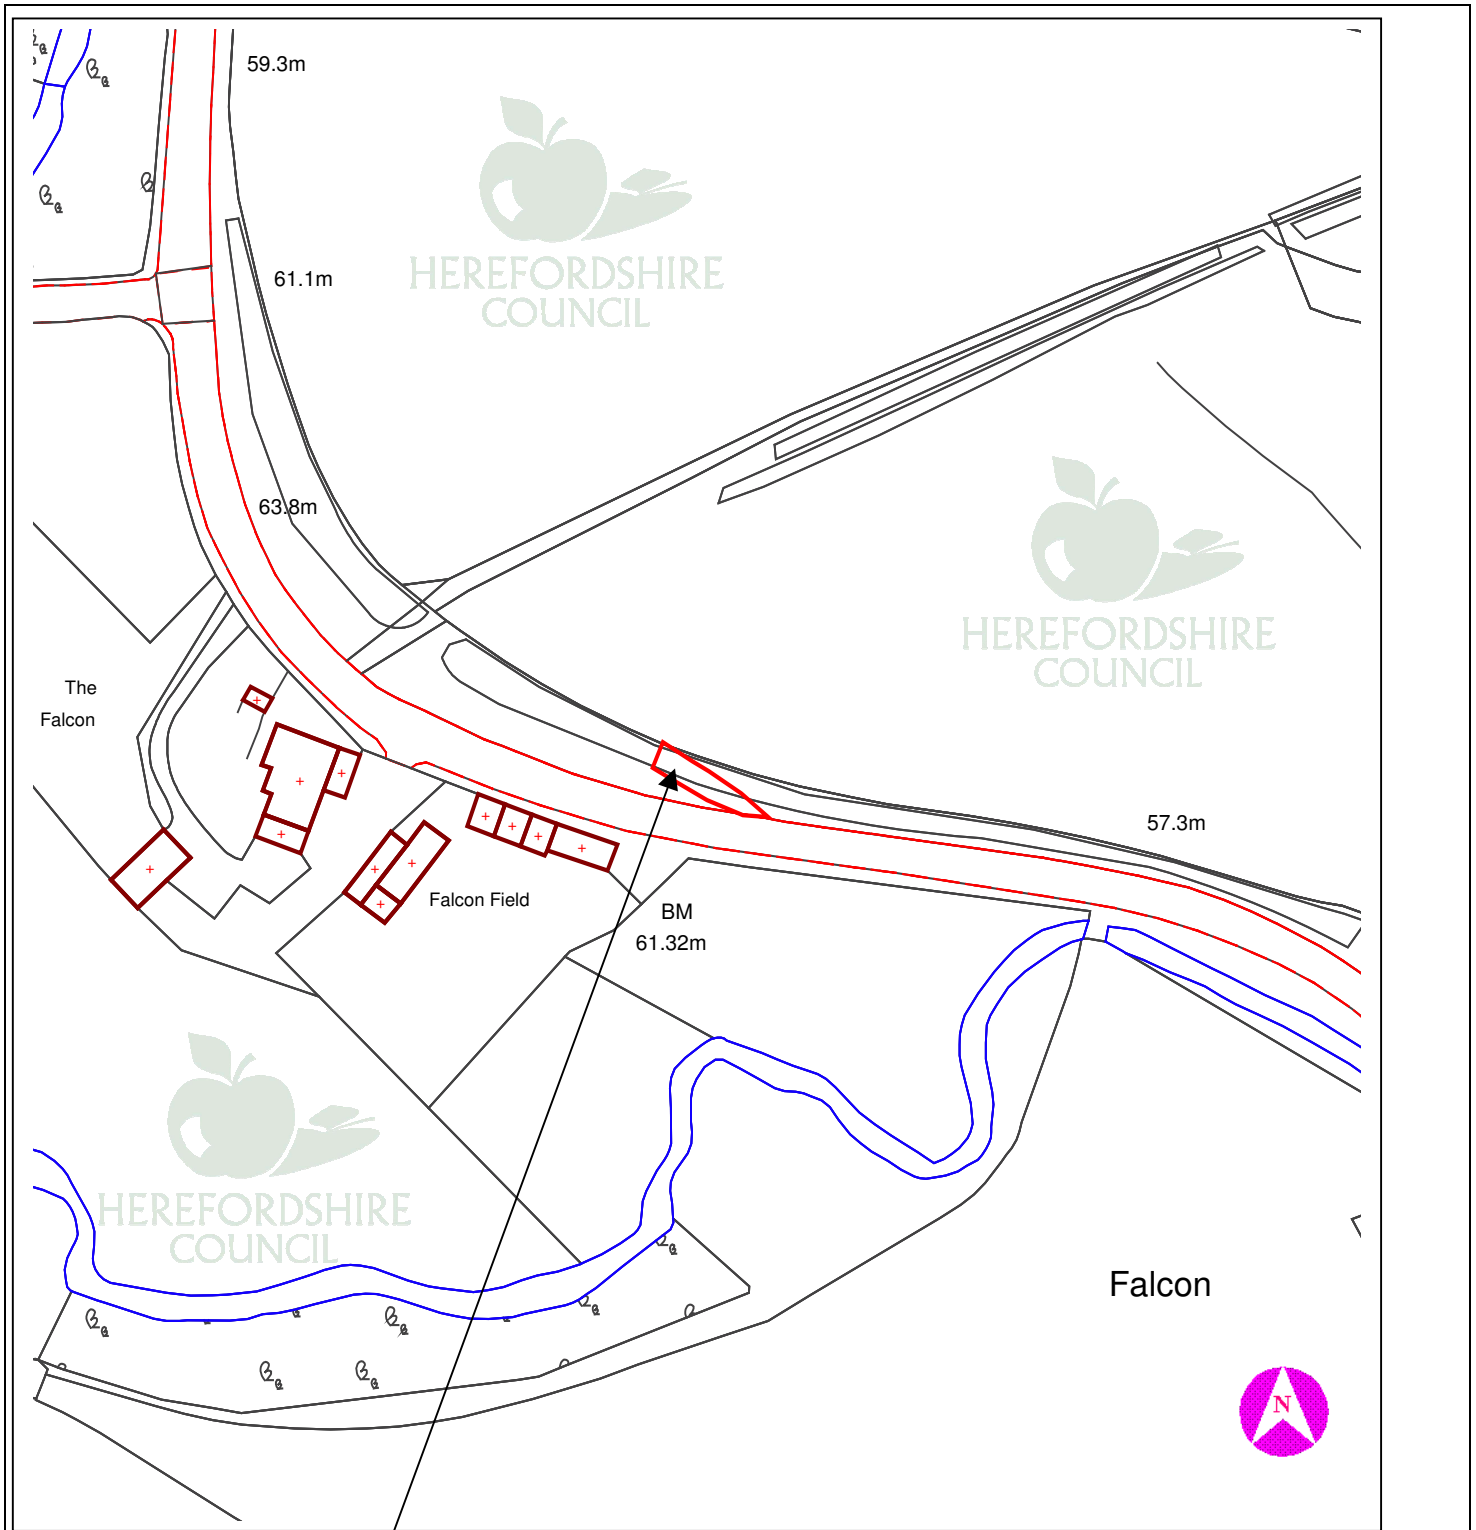 59.3m
HEREFORDSHIRE
COUNCIL
61.1m
63.8m
HEREFORDSHIRE
COUNCIL
The
Falcon
57.3m
Falcon Field
BM
61.32m
HEREFORDSHIRE
COUNCIL
Falcon
N